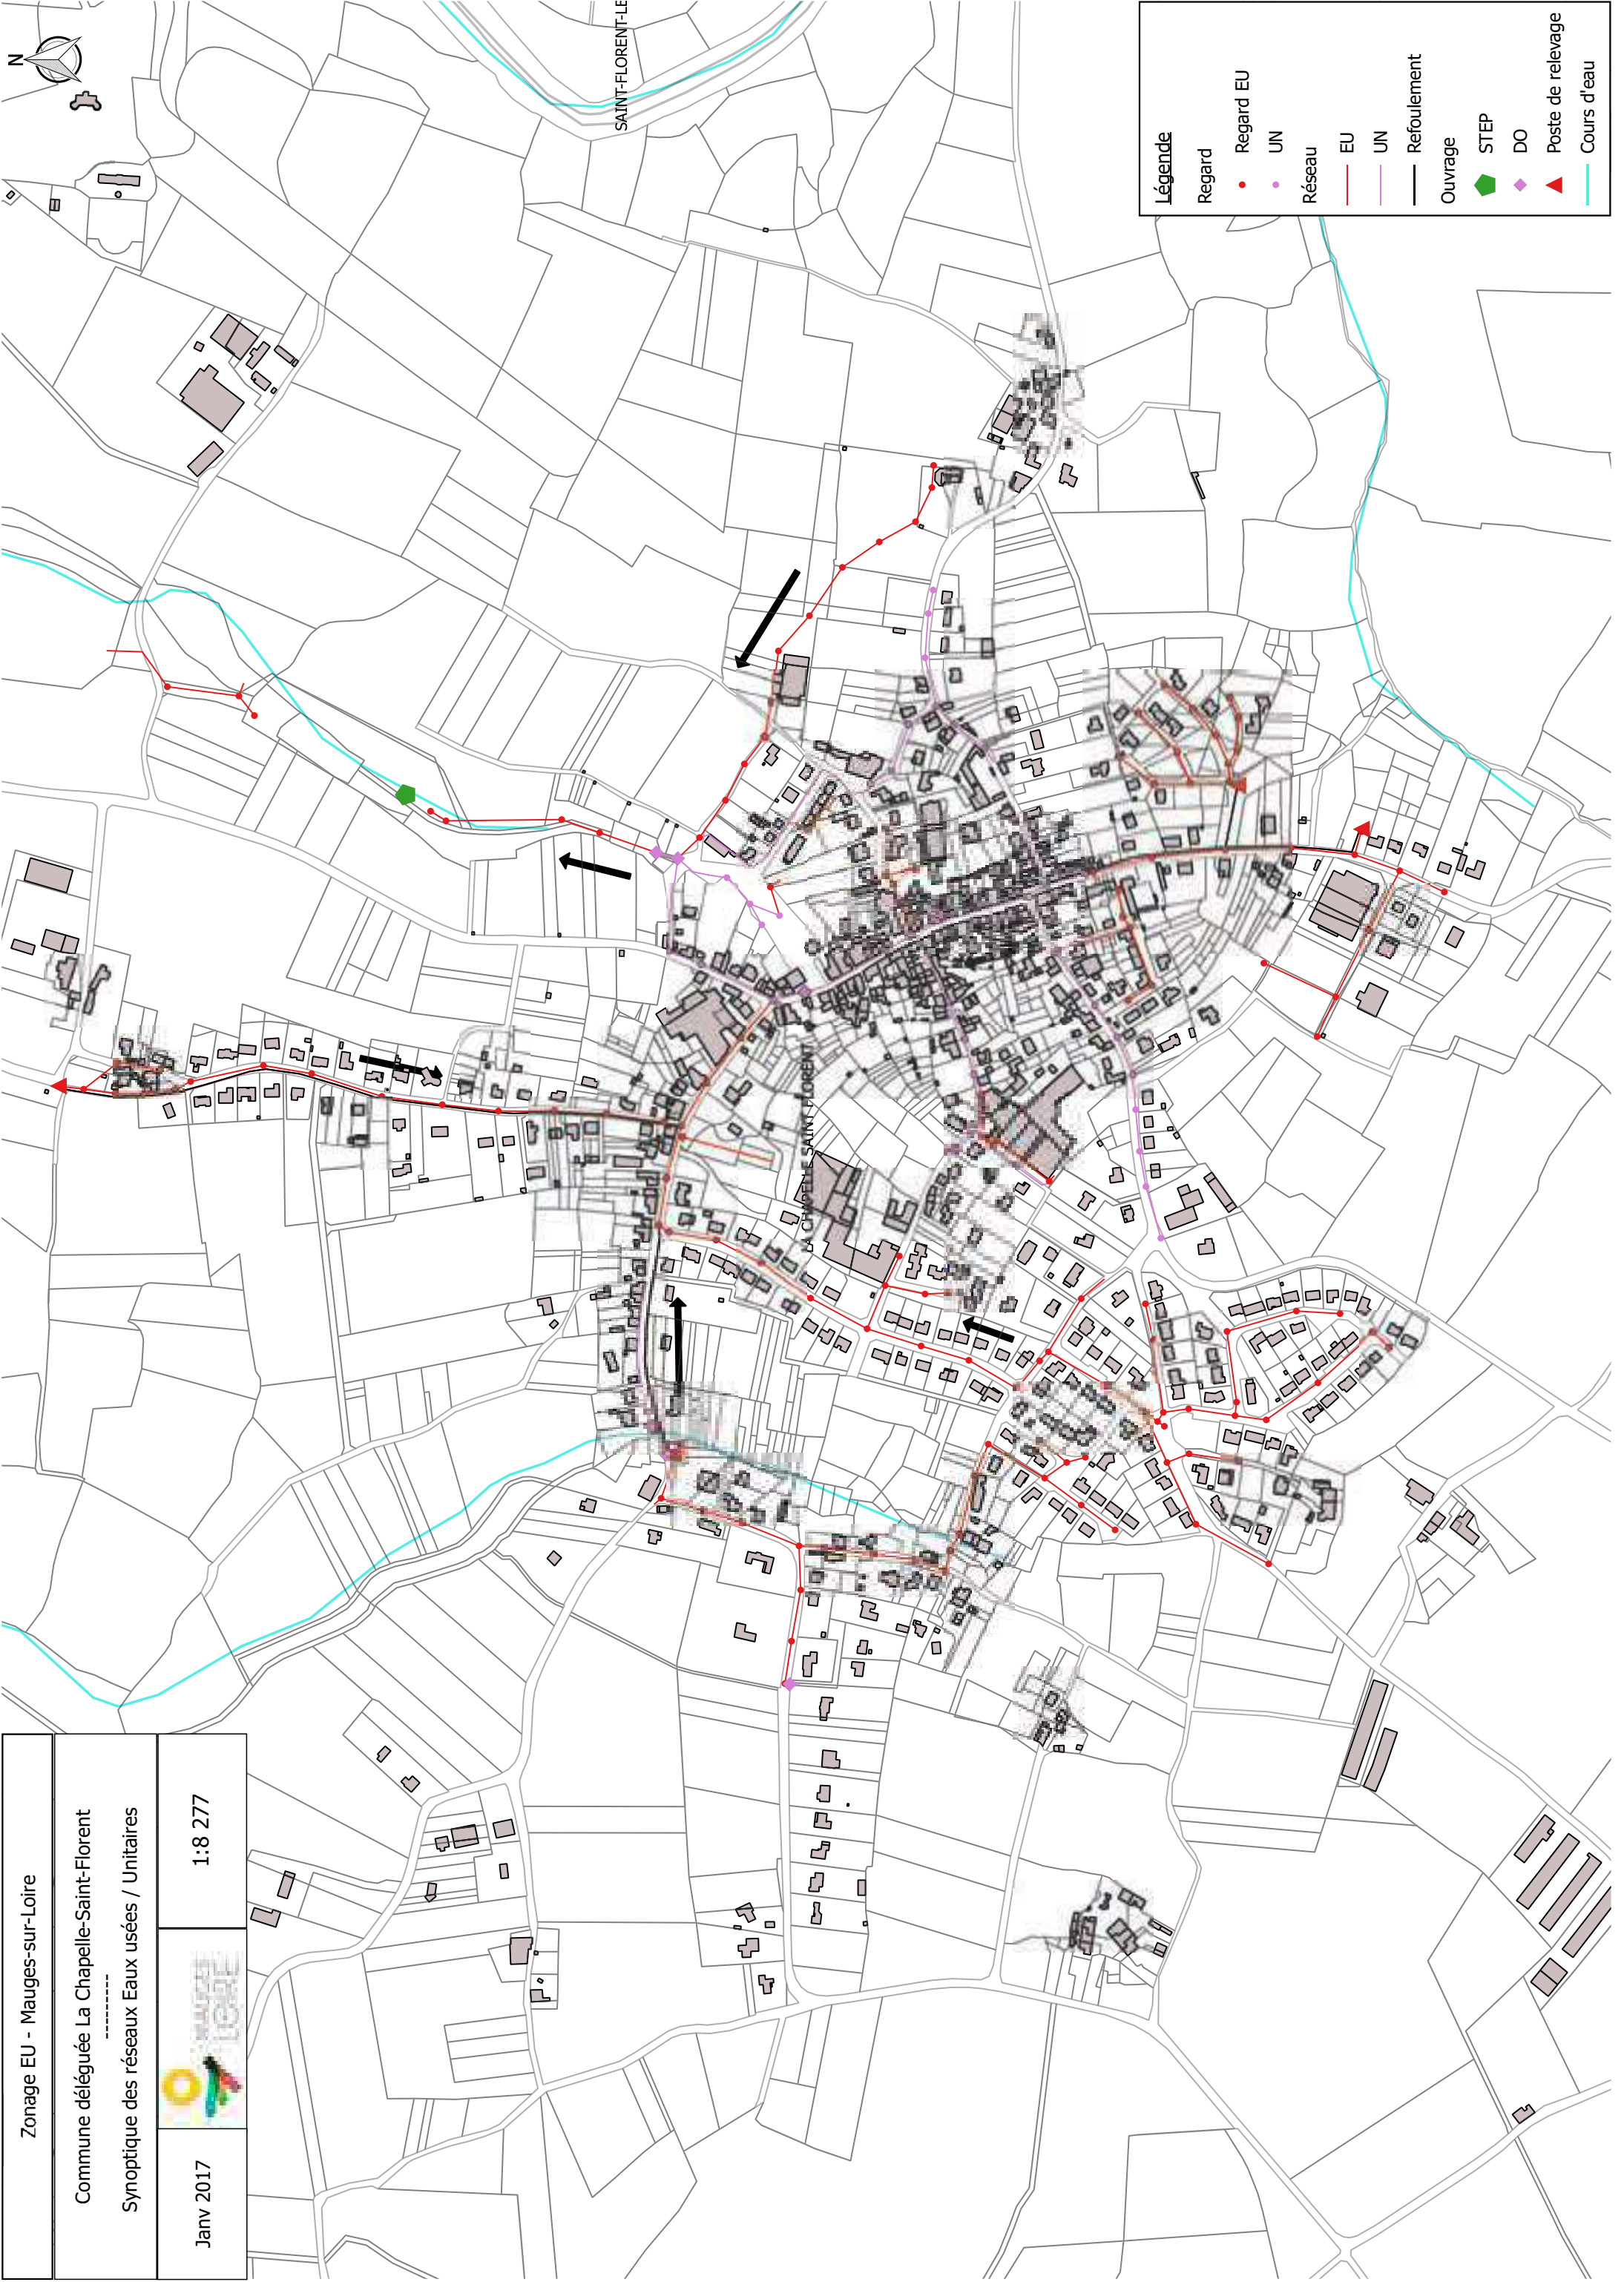 Zonage EU - Mauges-sur-Loire
Commune déléguée La Chapelle-Saint-Florent
---------
Synoptique des réseaux Eaux usées / Unitaires
Janv 2017
MAUGES
LOIRE
1:8 277
N
SAINT-FLORENT-LE
LA CHAPELLE SAINT FLORENT
Légende
Regard
Regard EU
UN
Réseau
EU
UN
Refoulement
Ouvrage
STEP
DO
Poste de relevage
Cours d'eau